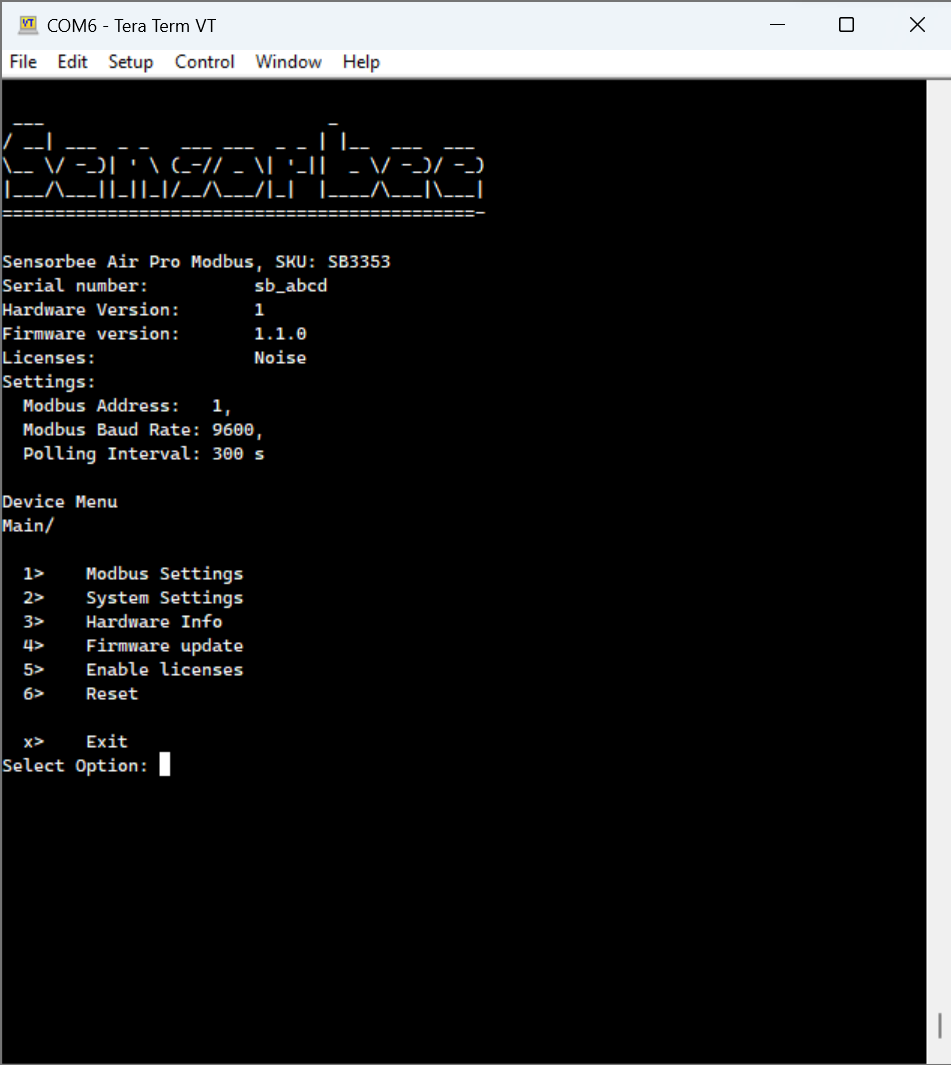 COM6 - Tera Term VT
File Edit Setup Control Window Help
Sensorbee
Sensorbee Air Pro Modbus, SKU: SB3353
Serial number: sb_abcd
Hardware Version: 1
Firmware version: 1.1.0
Licenses: Noise
Settings:
Modbus Address: 1,
Modbus Baud Rate: 9600,
Polling Interval: 300 s
Device Menu
Main/
1> Modbus Settings
2> System Settings
3> Hardware Info
4> Firmware update
5> Enable licenses
6> Reset
x> Exit
Select Option: